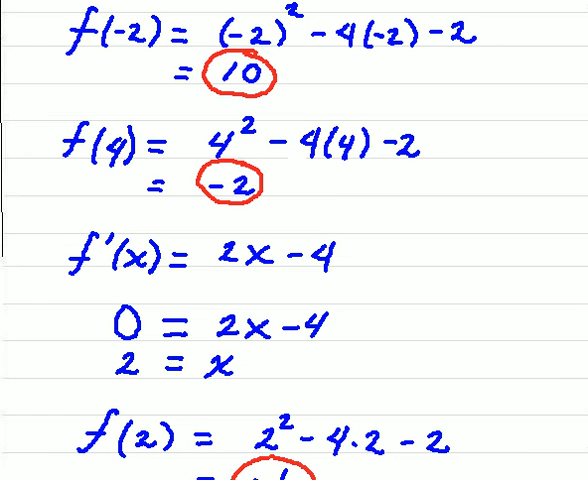 f(-2) = (-2)² - 4(-2) - 2
= 10
f(4) = 4² - 4(4) - 2
= -2
f'(x) = 2x - 4
0 = 2x - 4
2 = x
f(2) = 2² - 4·2 - 2
=